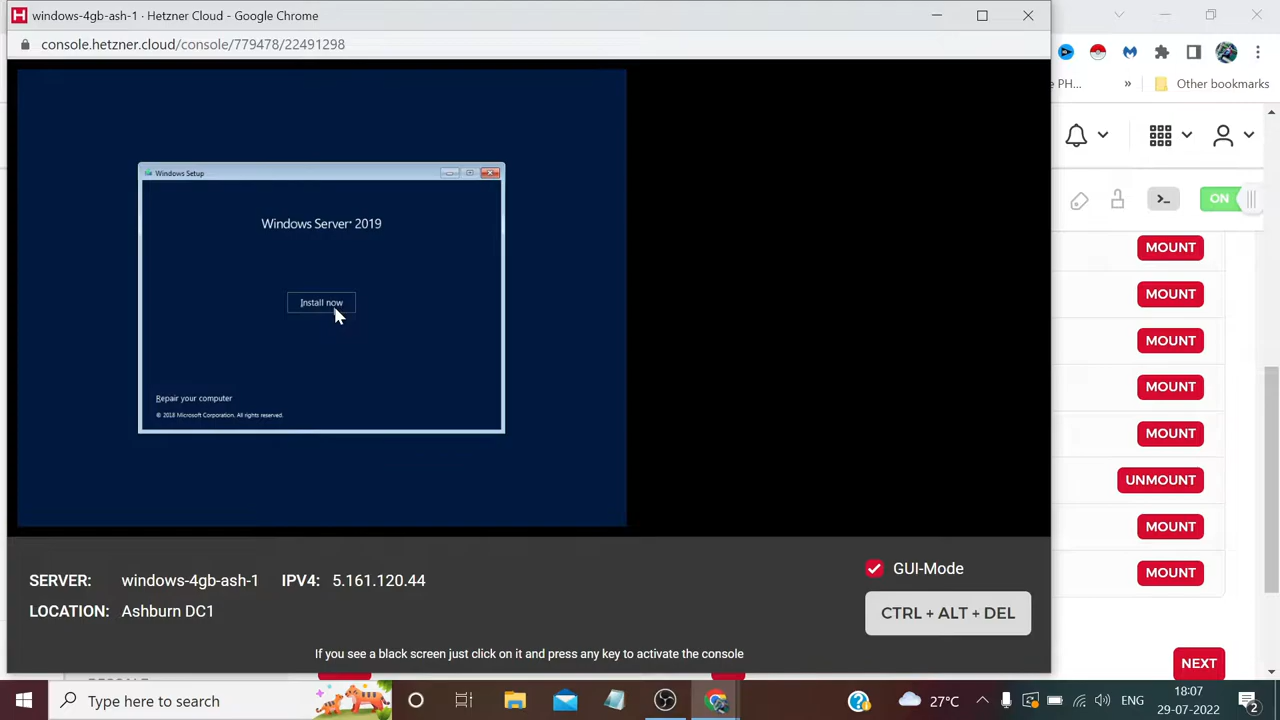 windows-4gb-ash-1 · Hetzner Cloud - Google Chrome
console.hetzner.cloud/console/779478/22491298
e PH...
»
Other bookmarks
Windows Setup
Windows Server® 2019
Install now
Repair your computer
© 2018 Microsoft Corporation. All rights reserved.
ON
MOUNT
MOUNT
MOUNT
MOUNT
MOUNT
UNMOUNT
MOUNT
MOUNT
NEXT
SERVER: windows-4gb-ash-1 IPV4: 5.161.120.44
LOCATION: Ashburn DC1
GUI-Mode
CTRL + ALT + DEL
If you see a black screen just click on it and press any key to activate the console
Type here to search
27°C
ENG
18:07
29-07-2022
2